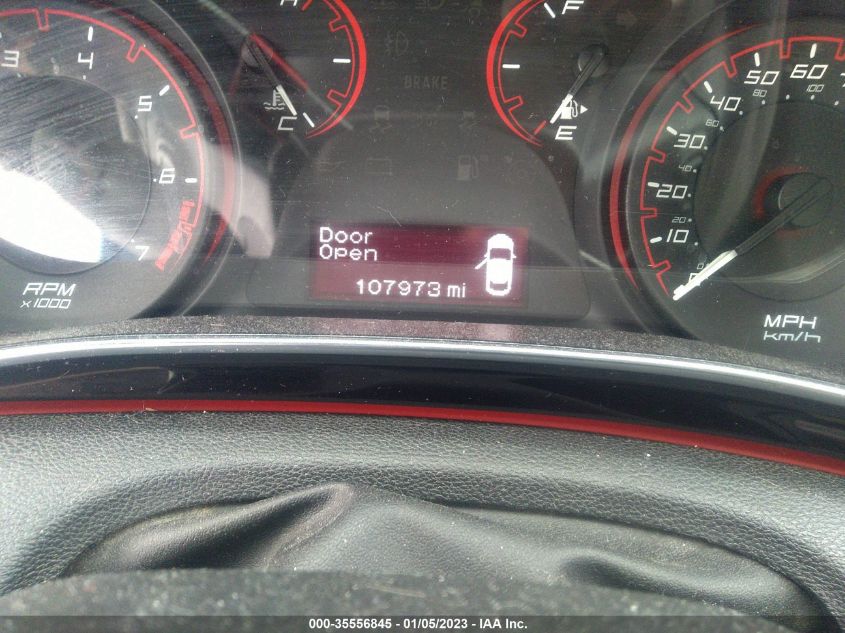 H
F
BRAKE
C
E
3 4 5 6 7
RPM
x1000
Door
Open
107973 mi
0 10 20 30 40 50 60
20 40 60 80 100
MPH
km/h
000-35556845 - 01/05/2023 - IAA Inc.